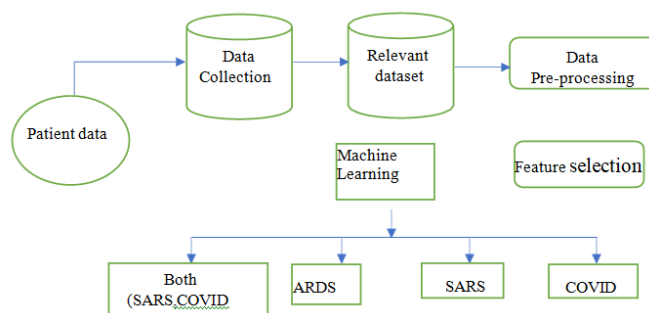 Patient data
Data
Collection
Relevant
dataset
Data
Pre-processing
Machine
Learning
Feature selection
Both
(SARS,COVID
ARDS
SARS
COVID